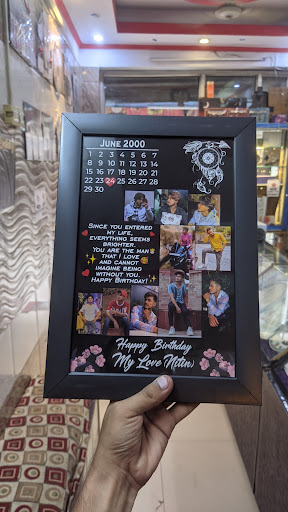 JUNE 2000
1 2 3 4 5 6 7
8 9 10 11 12 13 14
15 16 17 18 19 20 21
22 23 24 25 26 27 28
29 30
SINCE YOU ENTERED
MY LIFE,
EVERYTHING SEEMS
BRIGHTER.
YOU ARE THE MAN
THAT I LOVE
AND CANNOT
IMAGINE BEING
WITHOUT YOU.
HAPPY BIRTHDAY!
Happy Birthday
My Love Nitin